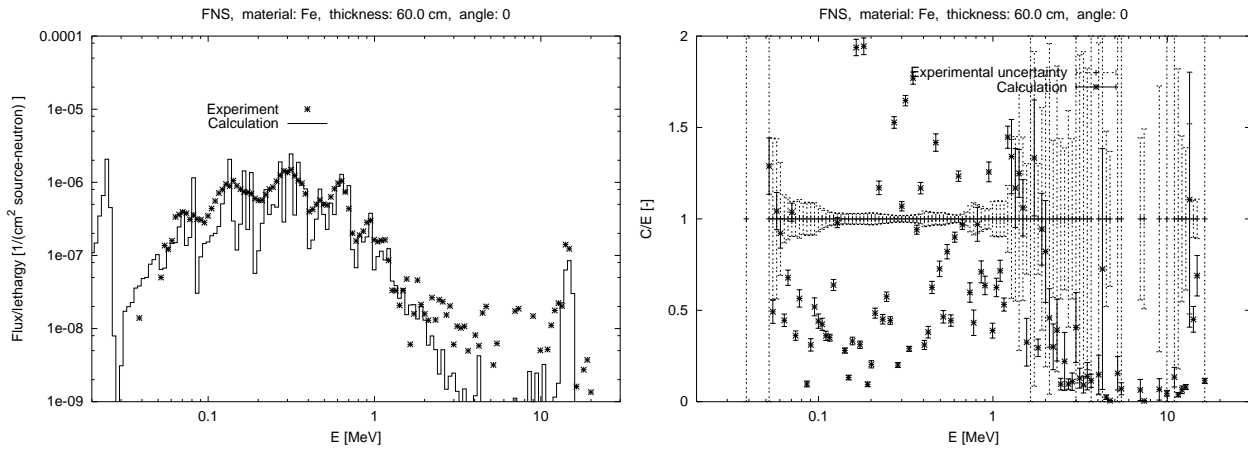 FNS, material: Fe, thickness: 60.0 cm, angle: 0
Flux/lethargy [1/(cm^2 source-neutron) ]
0.0001
1e-05
1e-06
1e-07
1e-08
1e-09
Experiment
Calculation
0.1
1
10
E [MeV]
FNS, material: Fe, thickness: 60.0 cm, angle: 0
C/E [-]
2
1.5
1
0.5
0
Experimental uncertainty
Calculation
0.1
1
10
E [MeV]